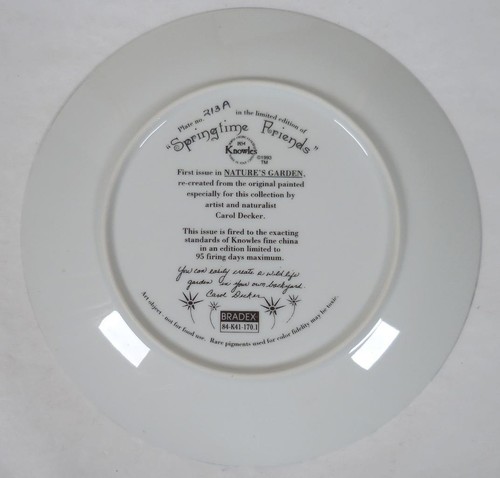 Plate no. 213A in the limited edition of
"Springtime Friends"
Knowles
©1993
TM
First issue in NATURE'S GARDEN,
re-created from the original painted
especially for this collection by
artist and naturalist
Carol Decker.
This issue is fired to the exacting
standards of Knowles fine china
in an edition limited to
95 firing days maximum.
You can easily create a wildlife
garden in your own backyard.
Carol Decker
BRADEX
84-K41-170.1
Art object - not for food use. Rare pigments used for color fidelity may be toxic.